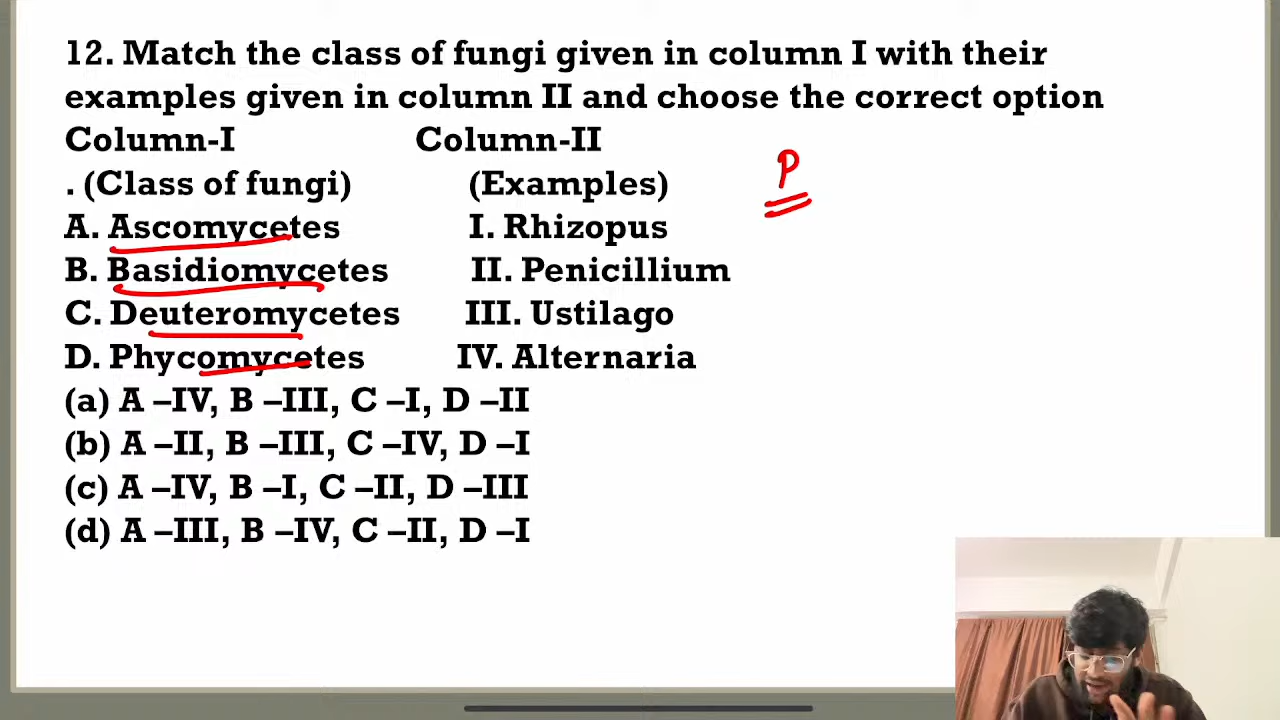 12. Match the class of fungi given in column I with their
examples given in column II and choose the correct option
Column-I Column-II
. (Class of fungi) (Examples)
P
A. Ascomycetes I. Rhizopus
B. Basidiomycetes II. Penicillium
C. Deuteromycetes III. Ustilago
D. Phycomycetes IV. Alternaria
(a) A –IV, B –III, C –I, D –II
(b) A –II, B –III, C –IV, D –I
(c) A –IV, B –I, C –II, D –III
(d) A –III, B –IV, C –II, D –I